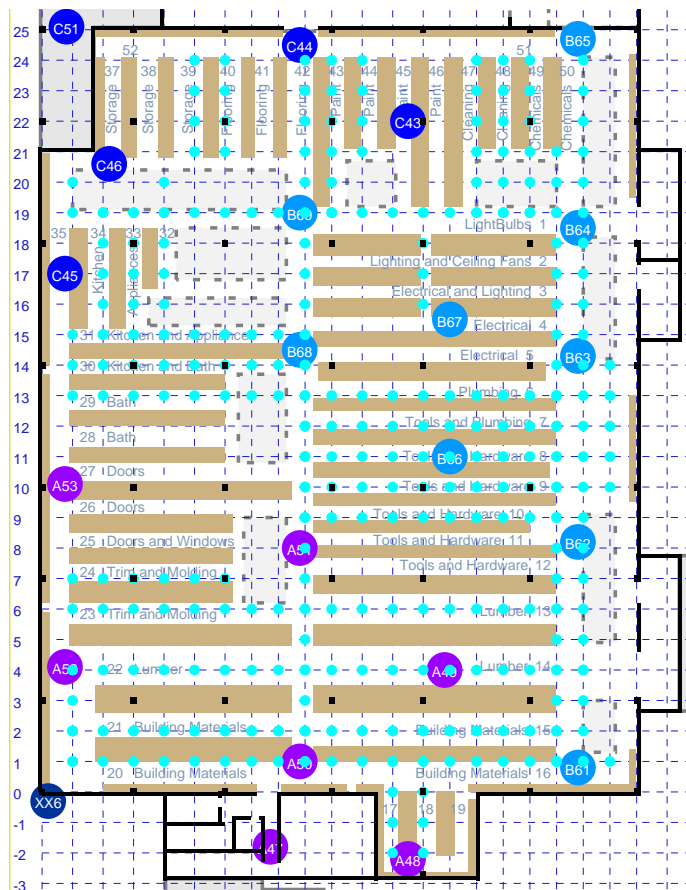 C51
C44
B65
25
52
51
24
37 38 39 40 41 42 43 44 45 46 47 48 49 50
23
Storage
Storage
Storage
Flooring
Flooring
Flooring
Paint
Paint
Paint
Paint
Cleaning
Cleaning
Chemicals
Chemicals
22
C43
21
C46
20
19
B64
LightBulbs 1
35 34 33 32
18
Kitchen
Appliances
Lighting and Ceiling Fans 2
17
C45
Electrical and Lighting 3
16
B67
Electrical 4
15
31 Kitchen and Appliance
B68
B63
Electrical 5
14
30 Kitchen and Bath
Plumbing 6
13
29 Bath
Tools and Plumbing 7
12
28 Bath
11
Tools and Hardware 8
27 Doors
A53
10
Tools and Hardware 9
26 Doors
Tools and Hardware 10
9
25 Doors and Windows
Tools and Hardware 11
B62
8
24 Trim and Molding
Tools and Hardware 12
7
6
23 Trim and Molding
Lumber 13
5
22 Lumber
Lumber 14
4
3
21 Building Materials
Building Materials 15
2
1
20 Building Materials
Building Materials 16
B61
0
XX6
17 18 19
-1
A47
-2
A48
-3